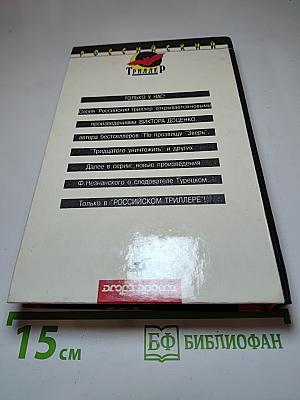 РОССИЙСКИЙ
ТРИЛЛЕР
ТОЛЬКО У НАС!
Серия "Российский триллер" открывается новыми
произведениями ВИКТОРА ДОЦЕНКО,
автора бестселлеров "По прозвищу "Зверь",
"Тридцатого уничтожить" и других.
Далее в серии: новые произведения
Ф.Незнанского о следователе Турецком.
Только в "РОССИЙСКОМ ТРИЛЛЕРЕ"!
15 см
БФ БИБЛИОФАН